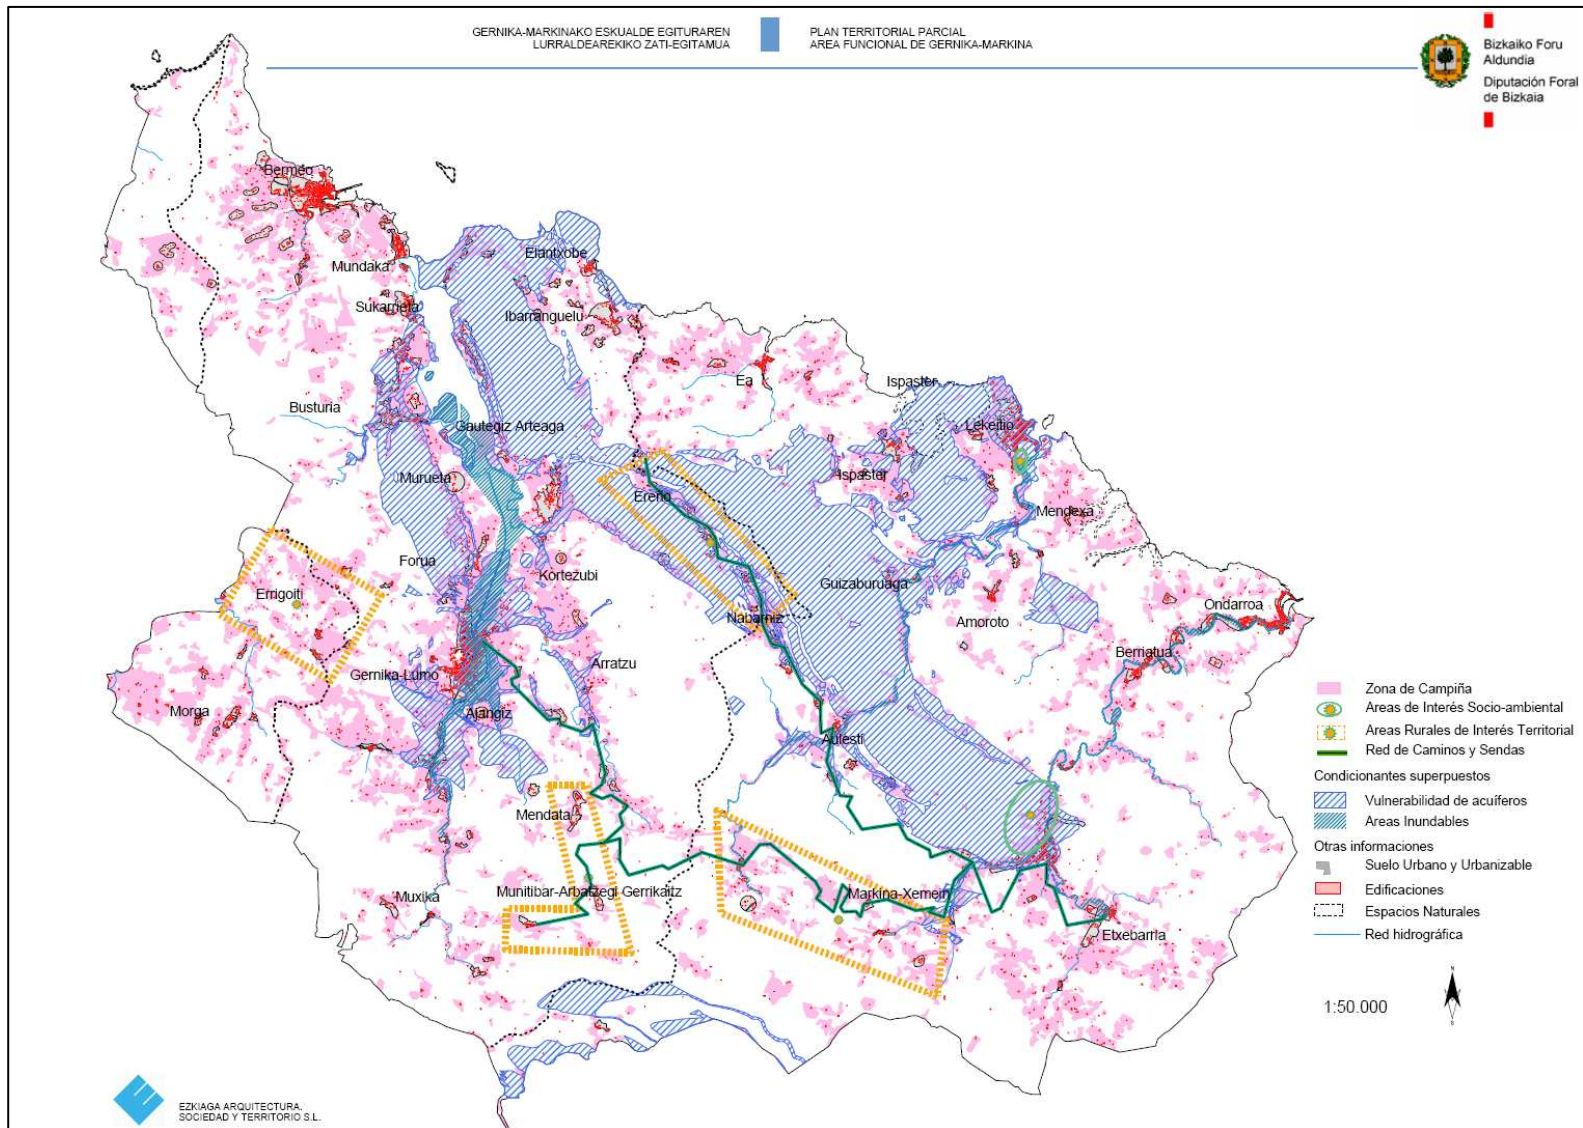 GERNIKA-MARKINAKO ESKUALDE EGITURAREN
LURRALDEAREKIKO ZATI-EGITAMUA
PLAN TERRITORIAL PARCIAL
AREA FUNCIONAL DE GERNIKA-MARKINA
Bizkaiko Foru
Aldundia
Diputación Foral
de Bizkaia
Bermeo
Mundaka
Elantxobe
Sukarrieta
Ibarranguelu
Ea
Ispaster
Busturia
Gautegiz Arteaga
Lekeitio
Murueta
Ereño
Ispaster
Mendexa
Forua
Kortezubi
Guizaburuaga
Errigoiti
Nabarniz
Amoroto
Ondarroa
Berriatua
Gernika-Lumo
Arratzu
Morga
Ajangiz
Aulesti
Mendata
Munitibar-Arbatzegi Gerrikaitz
Markina-Xemein
Muxika
Etxebarria
Zona de Campiña
Areas de Interés Socio-ambiental
Areas Rurales de Interés Territorial
Red de Caminos y Sendas
Condicionantes superpuestos
Vulnerabilidad de acuíferos
Areas Inundables
Otras informaciones
Suelo Urbano y Urbanizable
Edificaciones
Espacios Naturales
Red hidrográfica
1:50.000
EZKIAGA ARQUITECTURA,
SOCIEDAD Y TERRITORIO S.L.